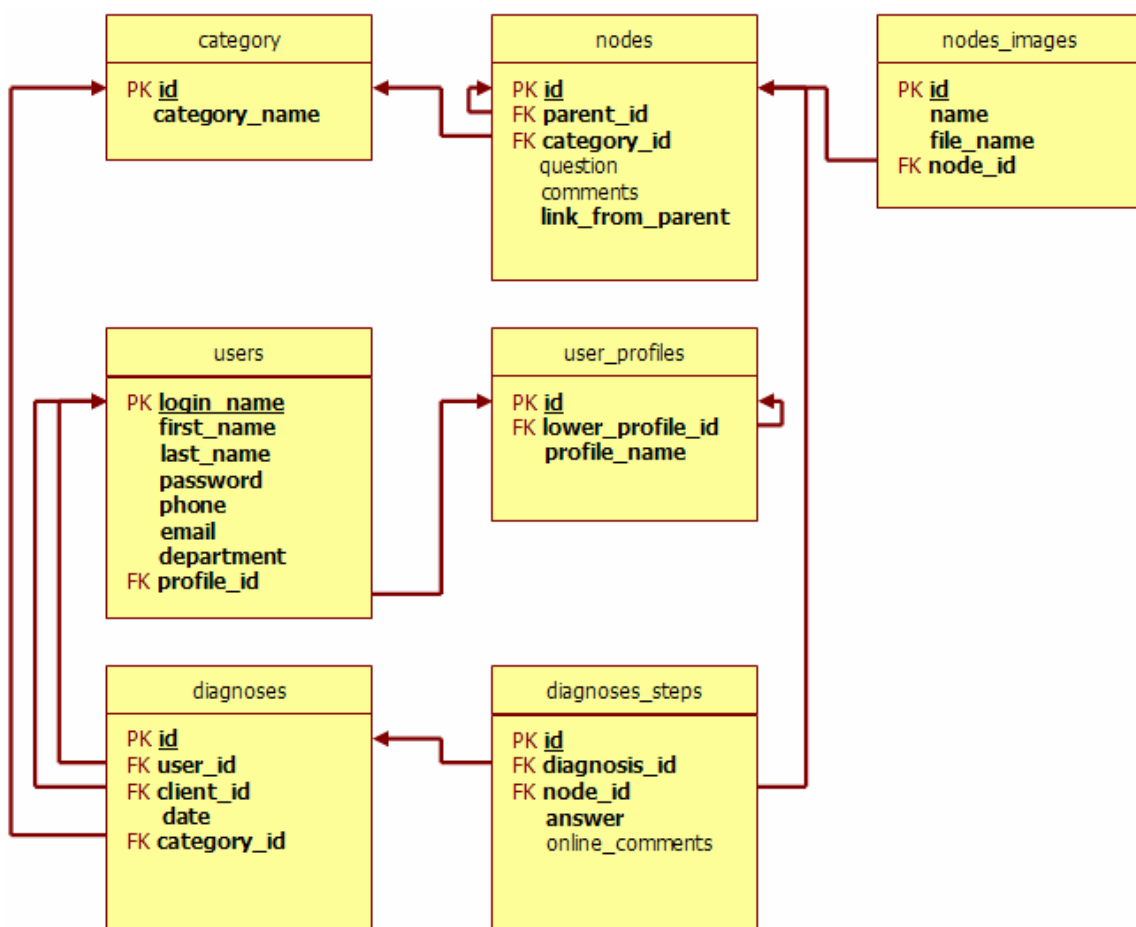 category
PK id
category_name
nodes
PK id
FK parent_id
FK category_id
question
comments
link_from_parent
nodes_images
PK id
name
file_name
FK node_id
users
PK login_name
first_name
last_name
password
phone
email
department
FK profile_id
user_profiles
PK id
FK lower_profile_id
profile_name
diagnoses
PK id
FK user_id
FK client_id
date
FK category_id
diagnoses_steps
PK id
FK diagnosis_id
FK node_id
answer
online_comments